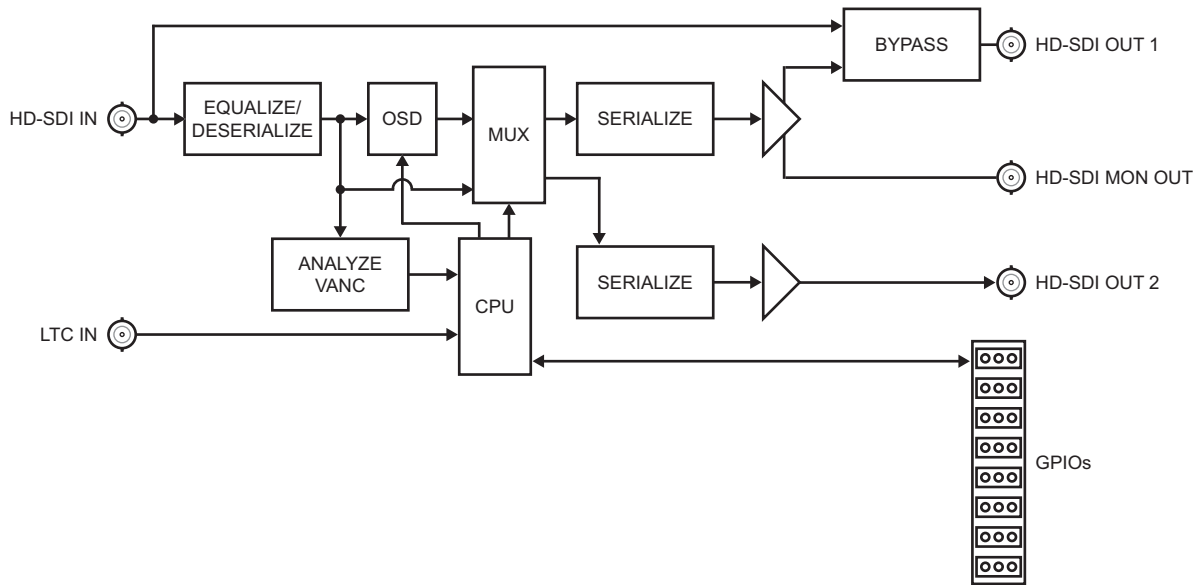 BYPASS
HD-SDI OUT 1
HD-SDI IN
EQUALIZE/
DESERIALIZE
OSD
MUX
SERIALIZE
HD-SDI MON OUT
ANALYZE
VANC
CPU
SERIALIZE
HD-SDI OUT 2
LTC IN
GPIOs